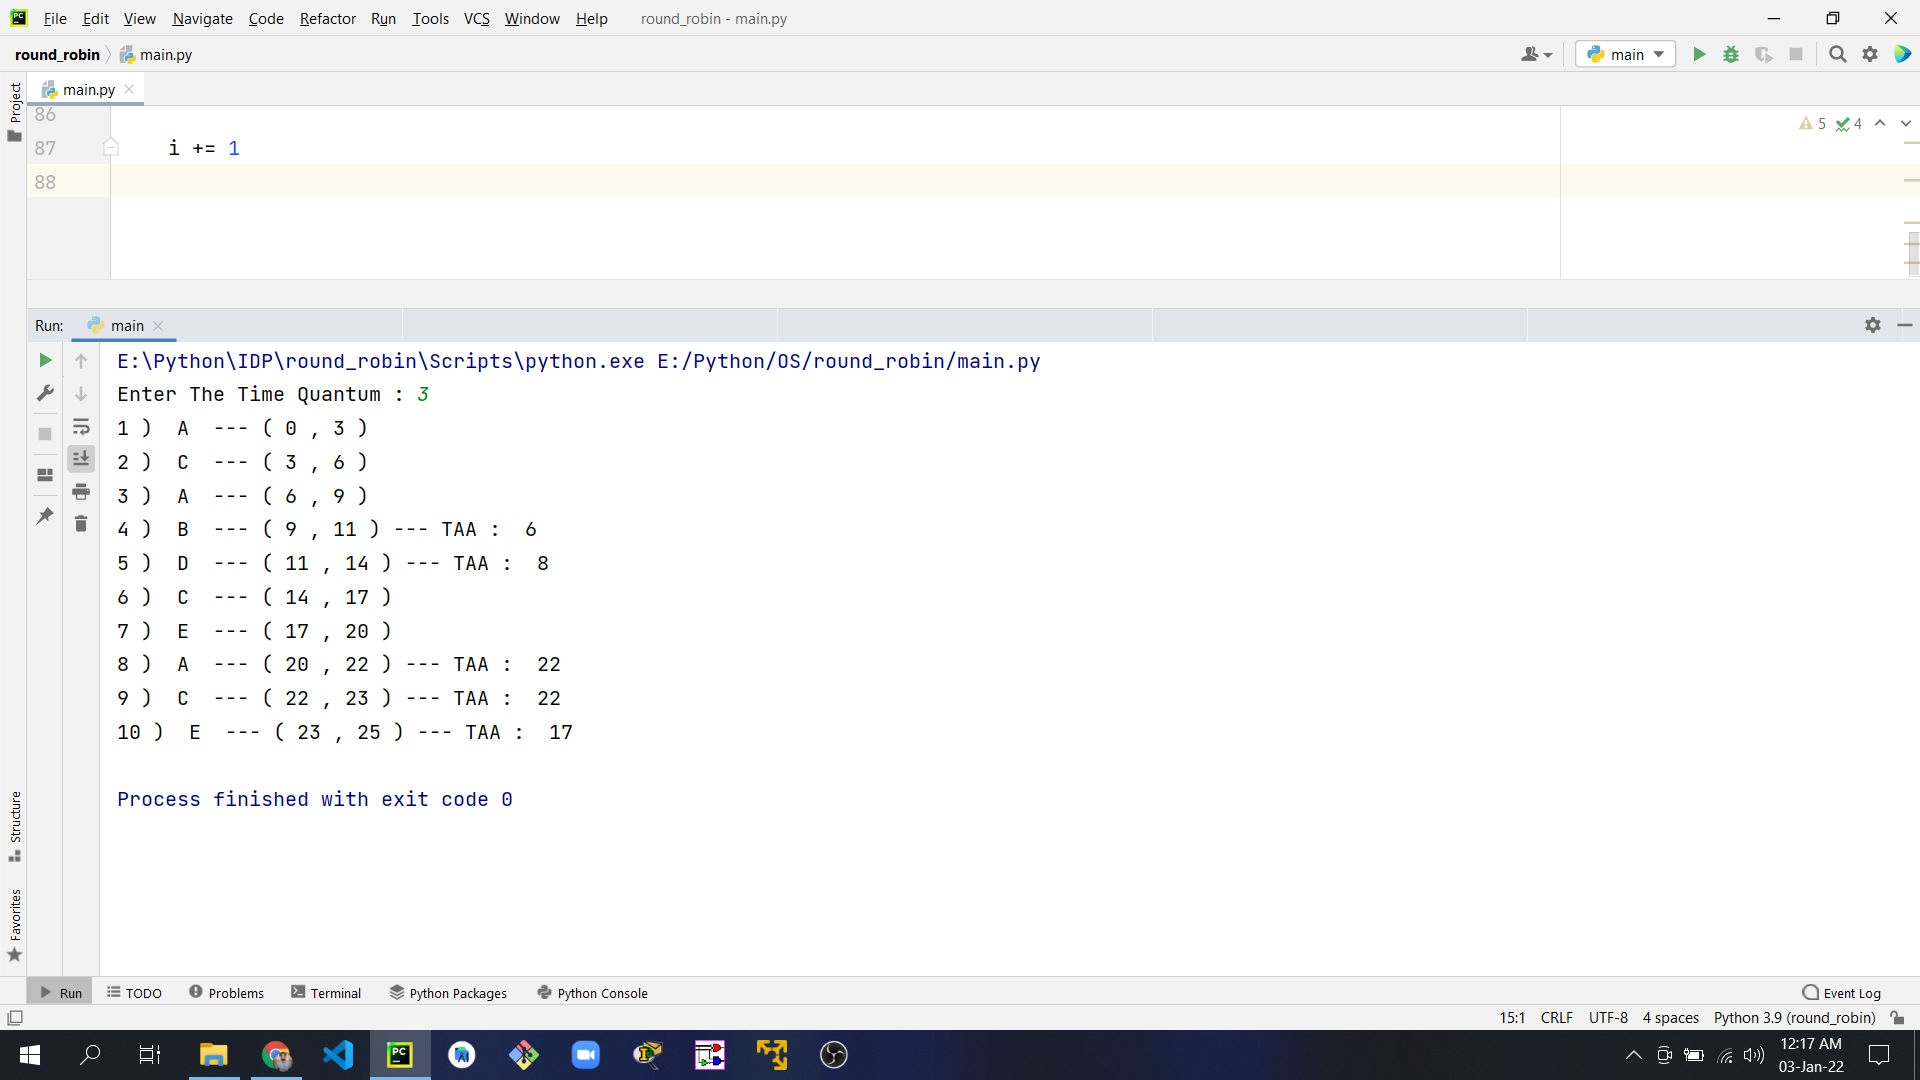 File Edit View Navigate Code Refactor Run Tools VCS Window Help round_robin - main.py
round_robin main.py main
Project
main.py
86
87 i += 1
88
5 4
Run: main
E:\Python\IDP\round_robin\Scripts\python.exe E:/Python/OS/round_robin/main.py
Enter The Time Quantum : 3
1 ) A --- ( 0 , 3 )
2 ) C --- ( 3 , 6 )
3 ) A --- ( 6 , 9 )
4 ) B --- ( 9 , 11 ) --- TAA : 6
5 ) D --- ( 11 , 14 ) --- TAA : 8
6 ) C --- ( 14 , 17 )
7 ) E --- ( 17 , 20 )
8 ) A --- ( 20 , 22 ) --- TAA : 22
9 ) C --- ( 22 , 23 ) --- TAA : 22
10 ) E --- ( 23 , 25 ) --- TAA : 17
Process finished with exit code 0
Structure
Favorites
Run TODO Problems Terminal Python Packages Python Console Event Log
15:1 CRLF UTF-8 4 spaces Python 3.9 (round_robin)
12:17 AM
03-Jan-22